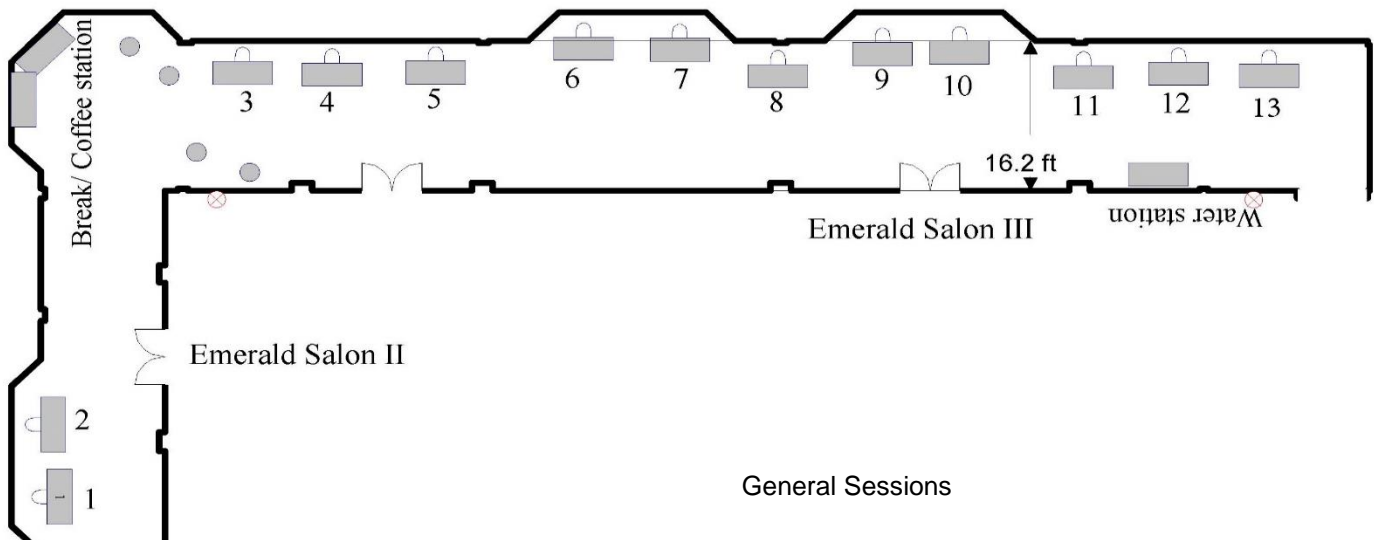 Break/ Coffee station
3
4
5
6
7
8
9
10
11
12
13
16.2 ft
Water station
Emerald Salon III
Emerald Salon II
2
1
1
General Sessions